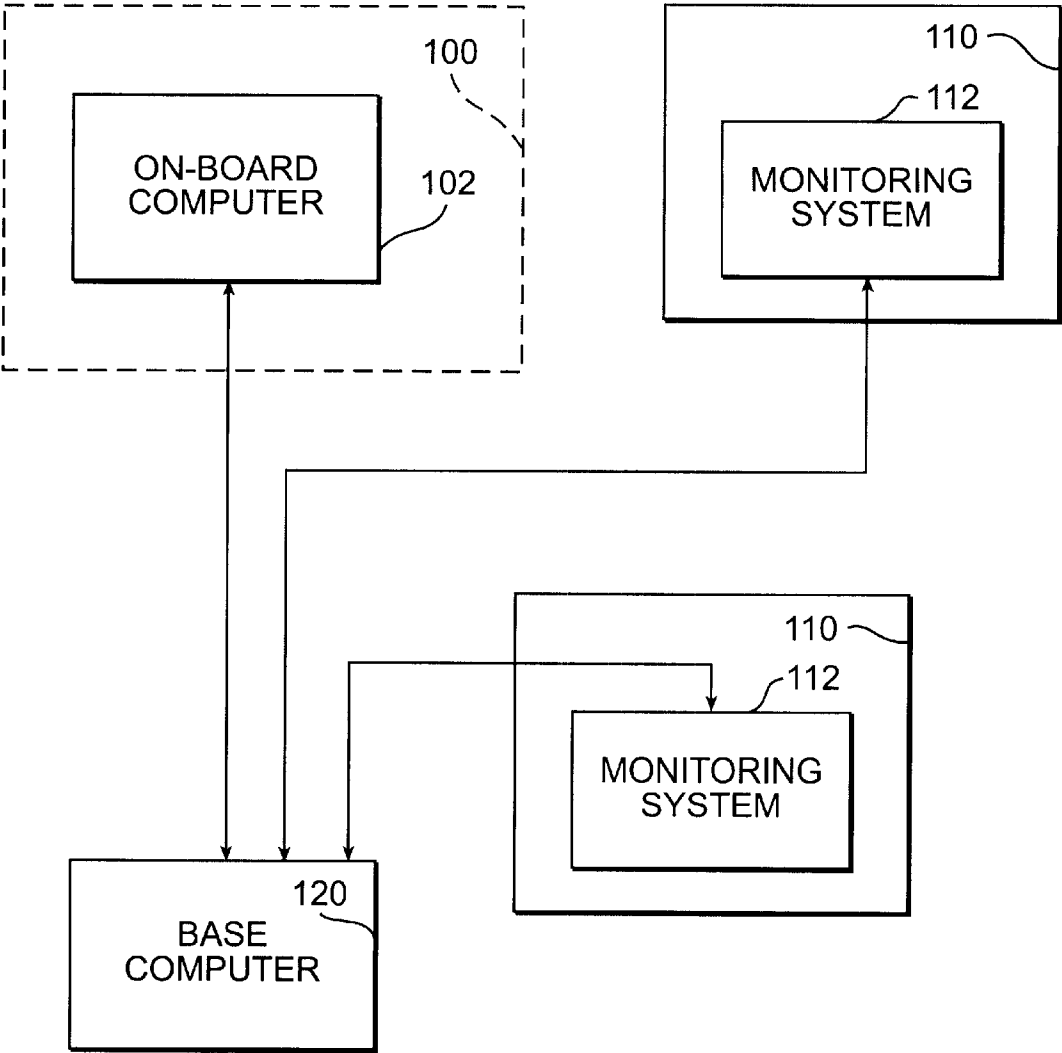 100
ON-BOARD
COMPUTER
102
110
112
MONITORING
SYSTEM
110
112
MONITORING
SYSTEM
120
BASE
COMPUTER